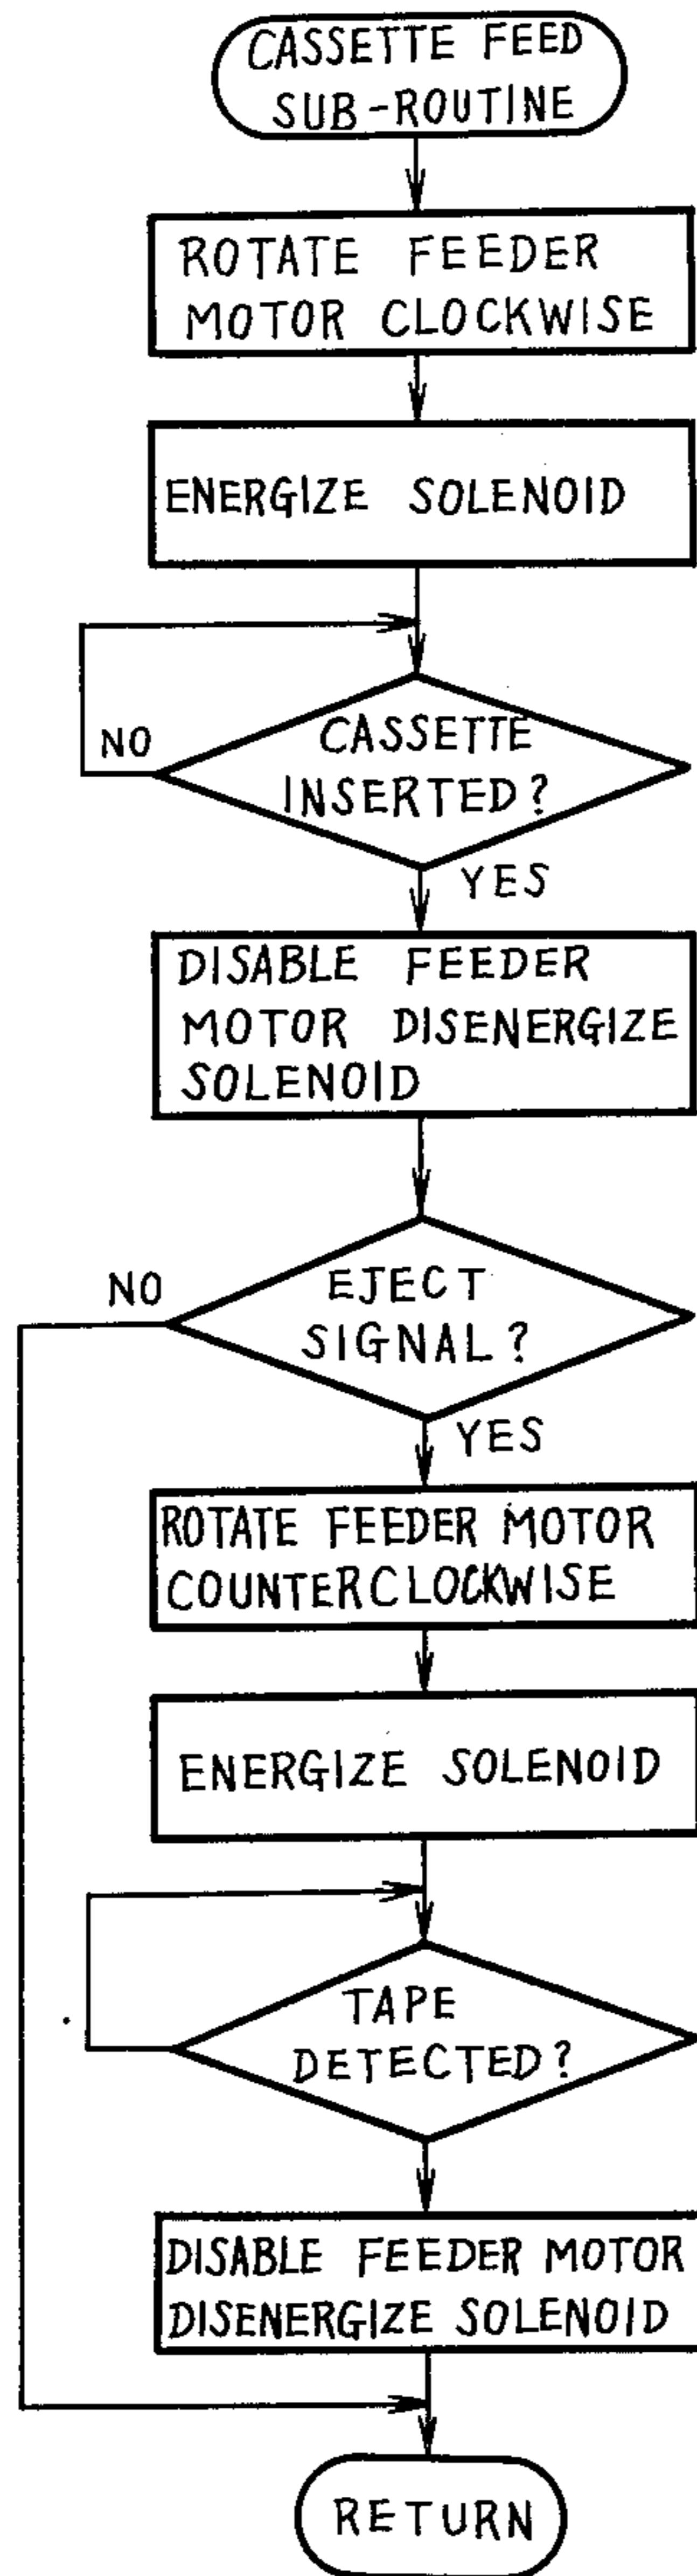 CASSETTE FEED
SUB-ROUTINE
ROTATE FEEDER
MOTOR CLOCKWISE
ENERGIZE SOLENOID
NO
CASSETTE
INSERTED?
YES
DISABLE FEEDER
MOTOR DISENERGIZE
SOLENOID
NO
EJECT
SIGNAL?
YES
ROTATE FEEDER MOTOR
COUNTERCLOCKWISE
ENERGIZE SOLENOID
TAPE
DETECTED?
DISABLE FEEDER MOTOR
DISENERGIZE SOLENOID
RETURN